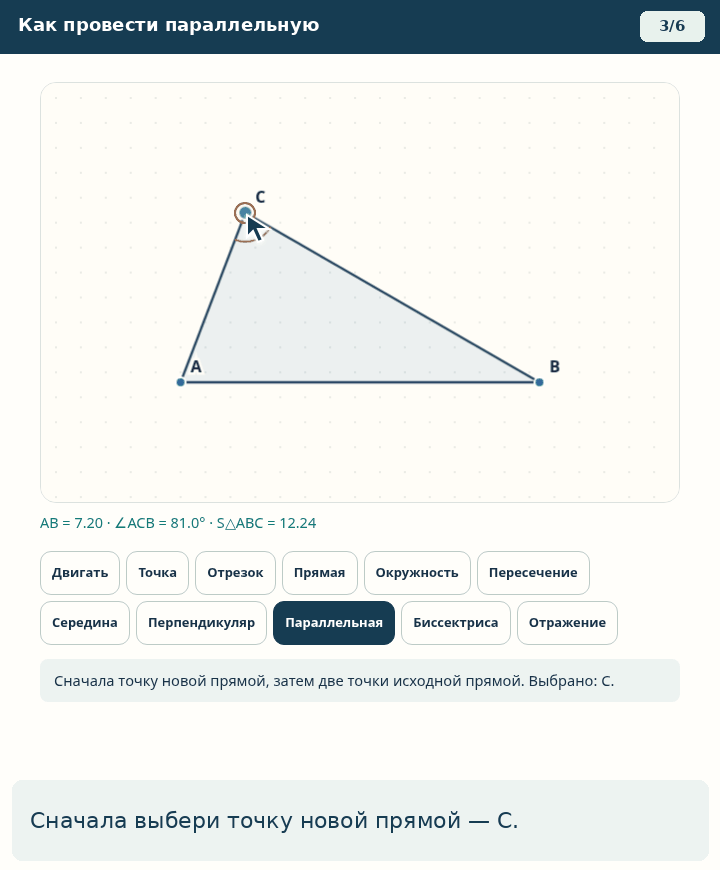 Как провести параллельную
3/6
C
A
B
AB = 7.20 · ∠ACB = 81.0° · S△ABC = 12.24
Двигать Точка Отрезок Прямая Окружность Пересечение
Середина Перпендикуляр Параллельная Биссектриса Отражение
Сначала точку новой прямой, затем две точки исходной прямой. Выбрано: C.
Сначала выбери точку новой прямой — C.